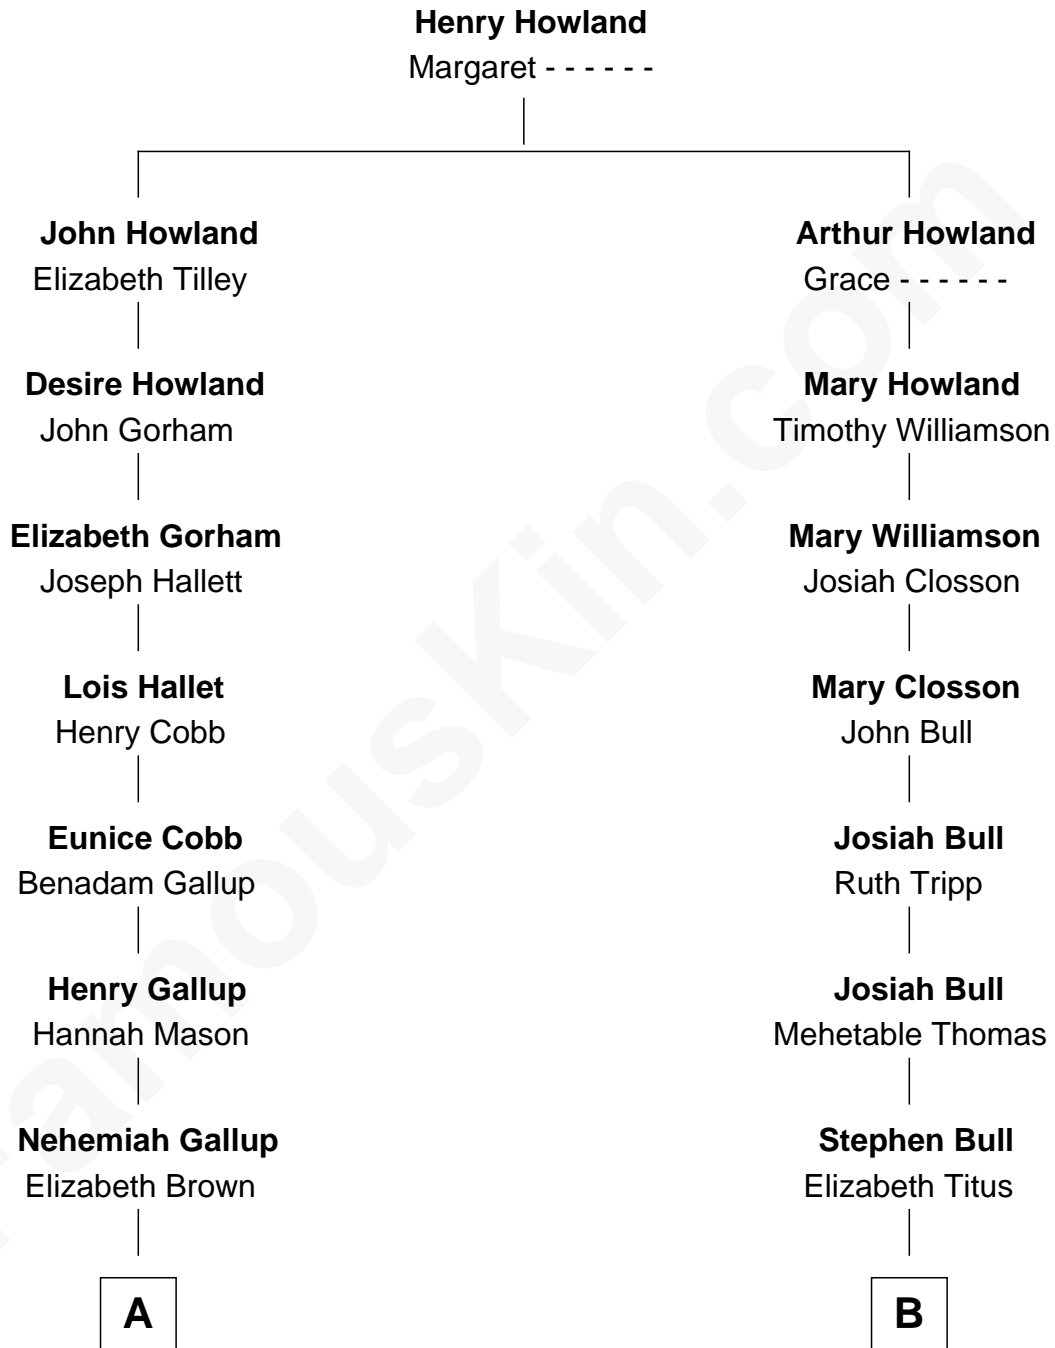 Henry Howland
Margaret - - - - - -
John Howland
Elizabeth Tilley
Arthur Howland
Grace - - - - - -
Desire Howland
John Gorham
Mary Howland
Timothy Williamson
Elizabeth Gorham
Joseph Hallett
Mary Williamson
Josiah Closson
Lois Hallet
Henry Cobb
Mary Closson
John Bull
Eunice Cobb
Benadam Gallup
Josiah Bull
Ruth Tripp
Henry Gallup
Hannah Mason
Josiah Bull
Mehetable Thomas
Nehemiah Gallup
Elizabeth Brown
Stephen Bull
Elizabeth Titus
A
B
FamousKin.com